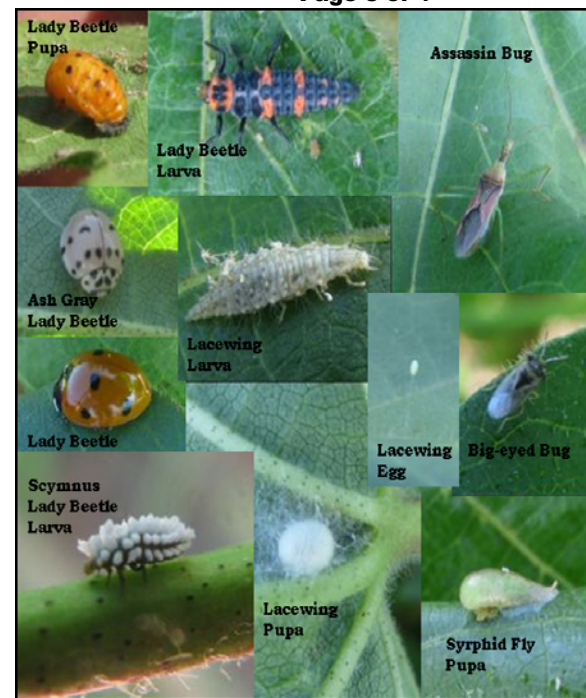 Lady Beetle
Pupa
Lady Beetle
Larva
Assassin Bug
Ash Gray
Lady Beetle
Lacewing
Larva
Lady Beetle
Lacewing
Egg
Big-eyed Bug
Scymnus
Lady Beetle
Larva
Lacewing
Pupa
Syrphid Fly
Pupa